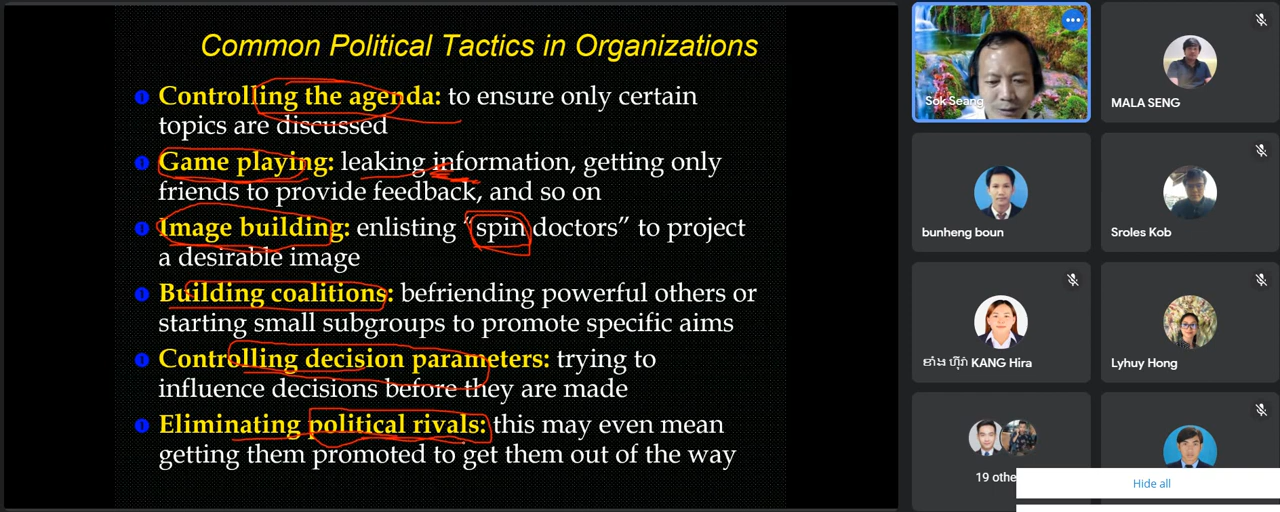 Common Political Tactics in Organizations
Controlling the agenda: to ensure only certain
topics are discussed
Game playing: leaking information, getting only
friends to provide feedback, and so on
Image building: enlisting “spin doctors” to project
a desirable image
Building coalitions: befriending powerful others or
starting small subgroups to promote specific aims
Controlling decision parameters: trying to
influence decisions before they are made
Eliminating political rivals: this may even mean
getting them promoted to get them out of the way
Sok Seang
MALA SENG
bunheng boun
Sroles Kob
KANG Hira
Lyhuy Hong
19 othe
Hide all